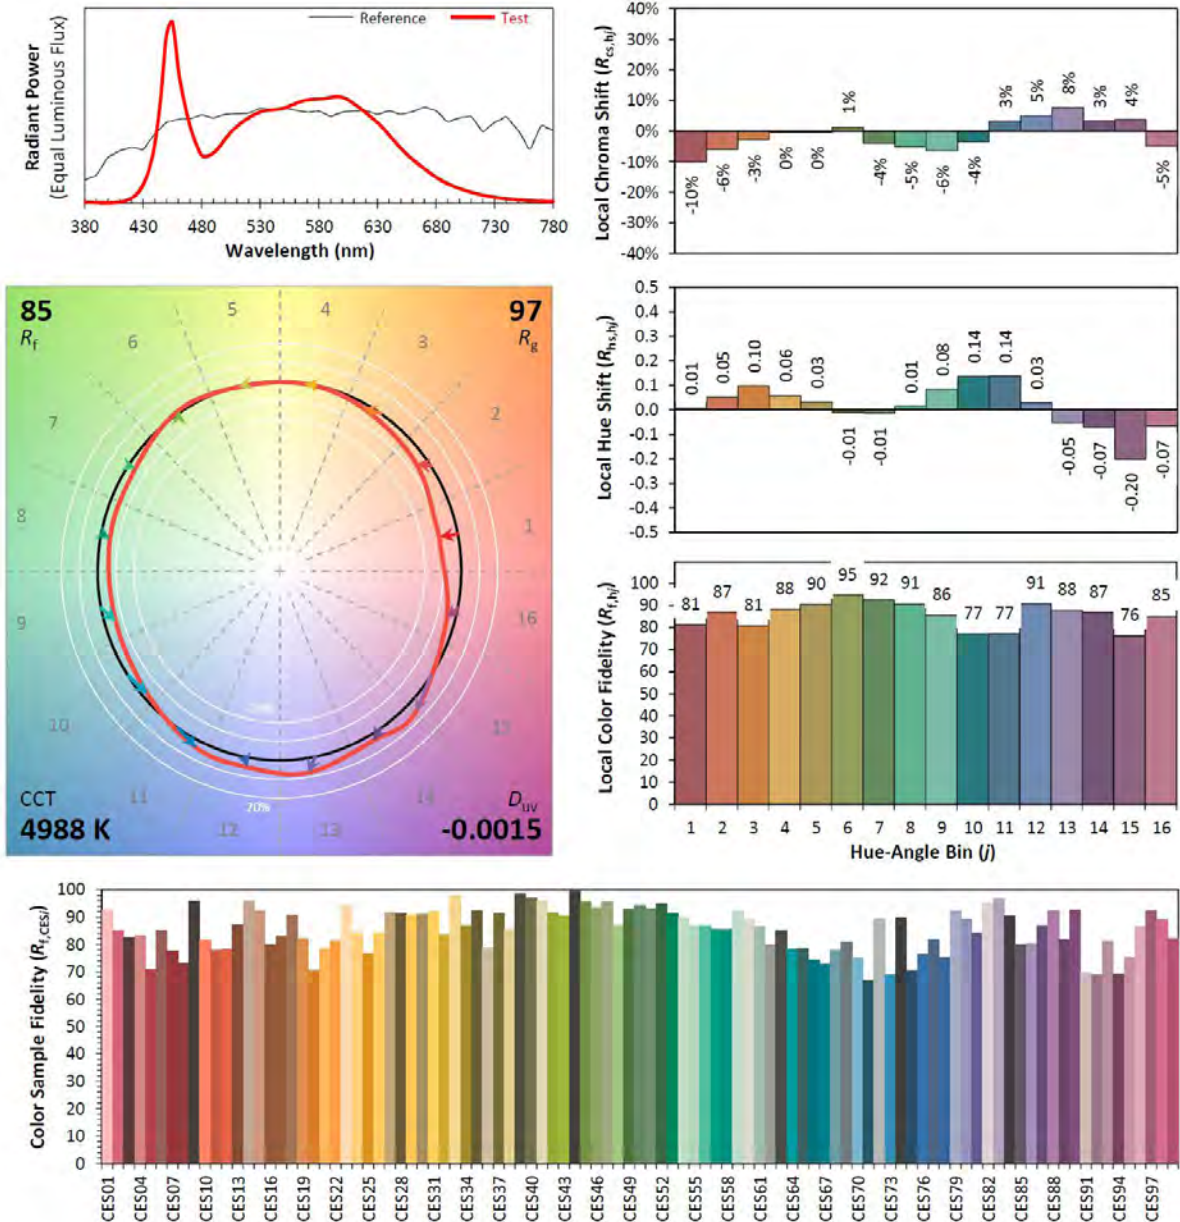 Reference
Test
Radiant Power
(Equal Luminous Flux)
380 430 480 530 580 630 680 730 780
Wavelength (nm)
40%
30%
20%
10%
0%
-10%
-20%
-30%
-40%
Local Chroma Shift (Rcs,hj)
-10%
-6%
-3%
0%
0%
1%
-4%
-5%
-6%
-4%
3%
5%
8%
3%
4%
-5%
85
Rf
97
Rg
5
4
6
3
7
2
8
1
9
16
10
15
11
14
12
13
70%
CCT
4988 K
Duv
-0.0015
0.5
0.4
0.3
0.2
0.1
0.0
-0.1
-0.2
-0.3
-0.4
-0.5
Local Hue Shift (Rhs,hj)
0.01
0.05
0.10
0.06
0.03
-0.01
-0.01
0.01
0.08
0.14
0.14
0.03
-0.05
-0.07
-0.20
-0.07
100
90
80
70
60
50
40
30
20
10
0
Local Color Fidelity (Rf,hj)
81 87 81 88 90 95 92 91 86 77 77 91 88 87 76 85
1 2 3 4 5 6 7 8 9 10 11 12 13 14 15 16
Hue-Angle Bin (j)
100
90
80
70
60
50
40
30
20
10
0
Color Sample Fidelity (Rf,CESi)
CES01
CES04
CES07
CES10
CES13
CES16
CES19
CES22
CES25
CES28
CES31
CES34
CES37
CES40
CES43
CES46
CES49
CES52
CES55
CES58
CES61
CES64
CES67
CES70
CES73
CES76
CES79
CES82
CES85
CES88
CES91
CES94
CES97